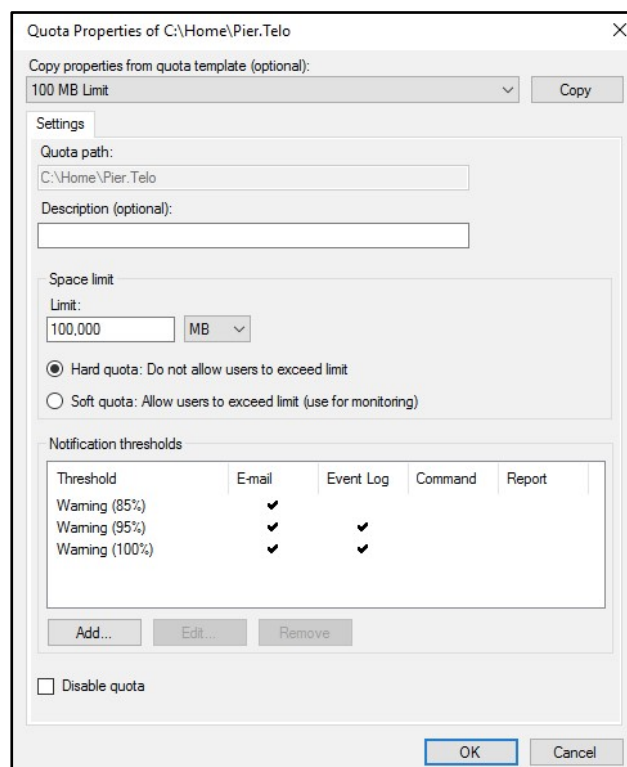 Quota Properties of C:\Home\Pier.Telo
Copy properties from quota template (optional):
100 MB Limit
Copy
Settings
Quota path:
C:\Home\Pier.Telo
Description (optional):
Space limit
Limit:
100,000 MB
Hard quota: Do not allow users to exceed limit
Soft quota: Allow users to exceed limit (use for monitoring)
Notification thresholds
Threshold E-mail Event Log Command Report
Warning (85%)
Warning (95%)
Warning (100%)
Add... Edit... Remove
Disable quota
OK Cancel